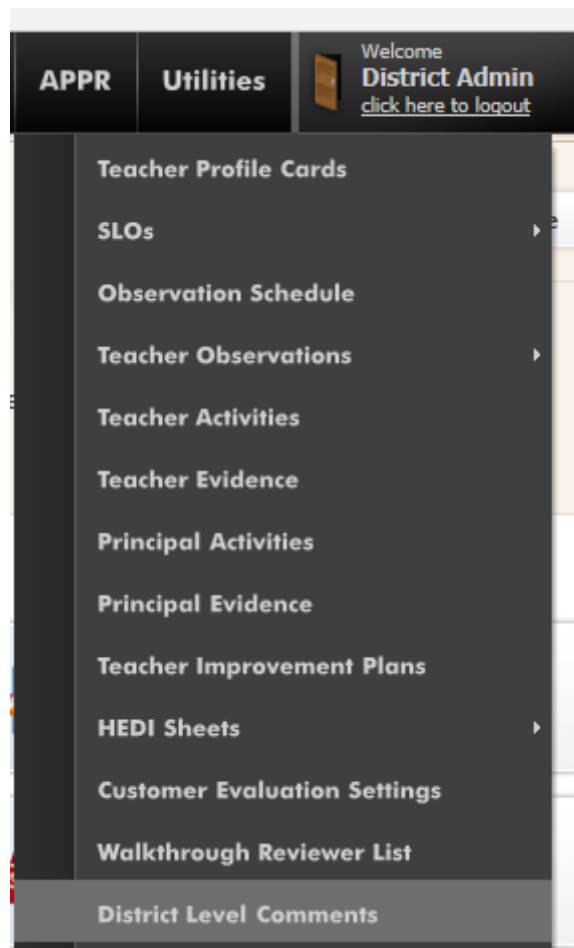 APPR
Utilities
Welcome
District Admin
click here to logout
Teacher Profile Cards
SLOs
Observation Schedule
Teacher Observations
Teacher Activities
Teacher Evidence
Principal Activities
Principal Evidence
Teacher Improvement Plans
HEDI Sheets
Customer Evaluation Settings
Walkthrough Reviewer List
District Level Comments